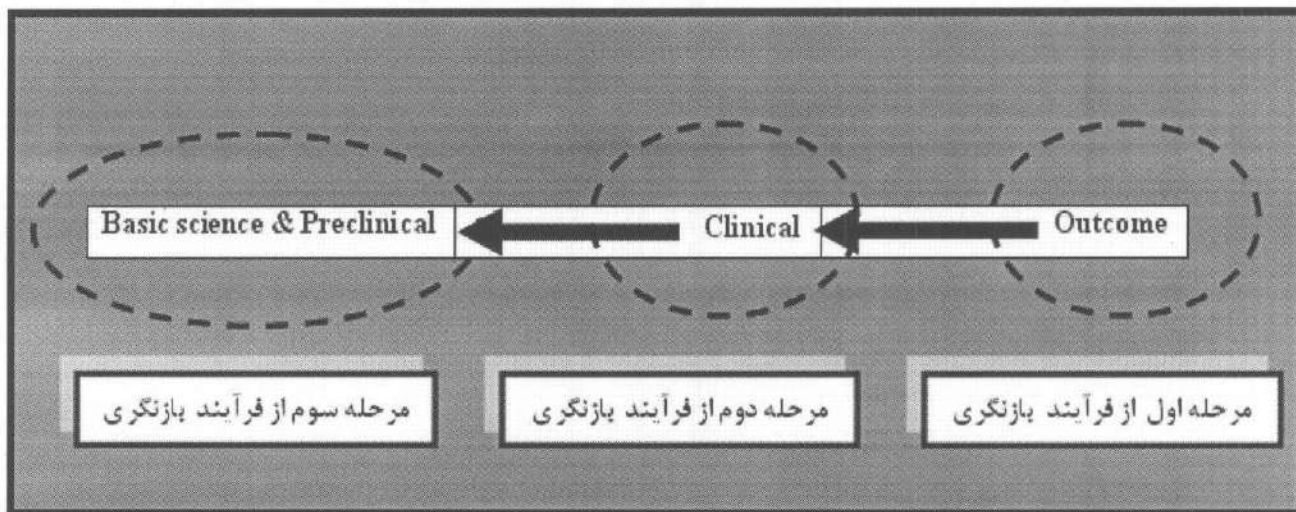 Basic science & Preclinical
Clinical
Outcome
مرحله اول از فرآیند بازنگری
مرحله دوم از فرآیند بازنگری
مرحله سوم از فرآیند بازنگری